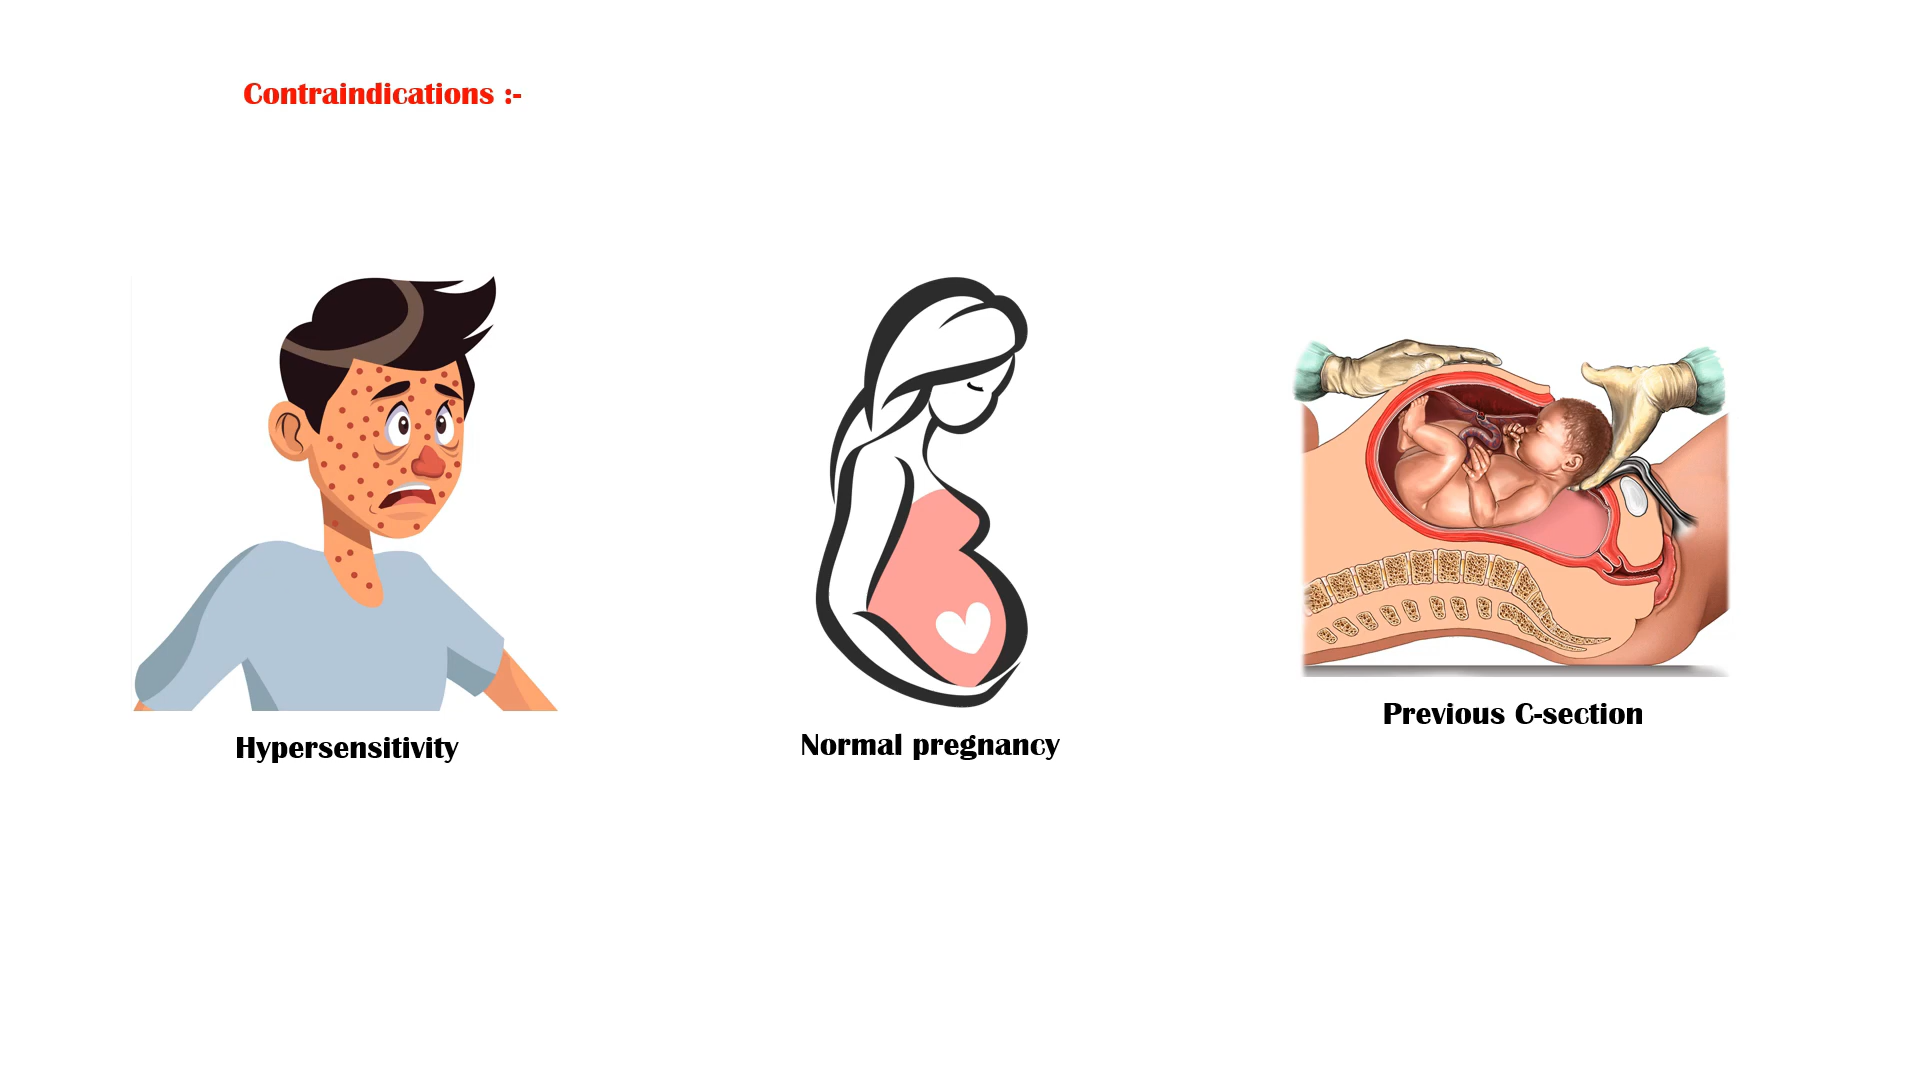 Contraindications :-
Hypersensitivity
Normal pregnancy
Previous C-section